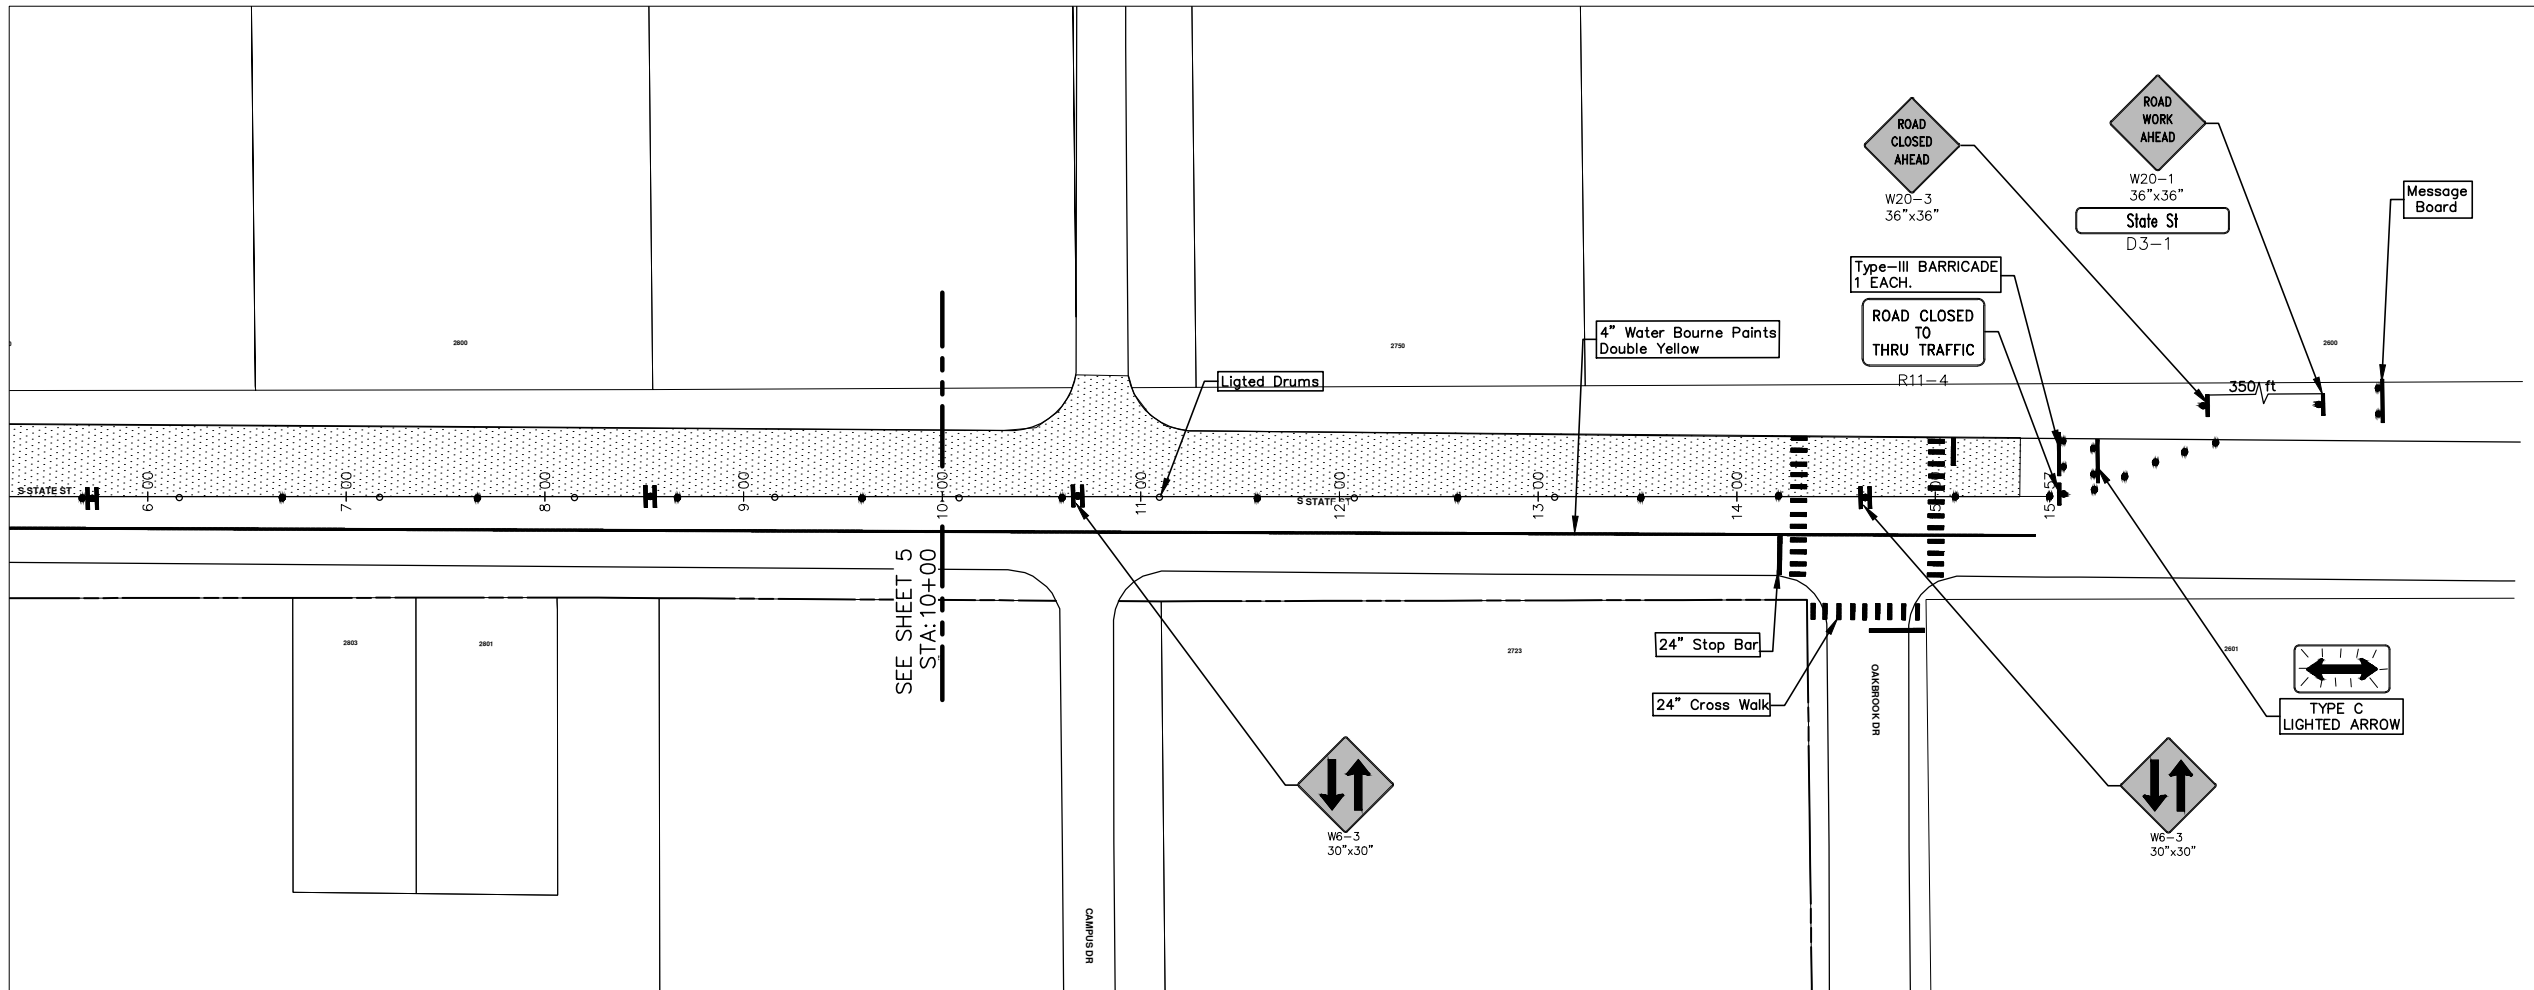 ROAD
CLOSED
AHEAD
W20-3
36"x36"
ROAD
WORK
AHEAD
W20-1
36"x36"
State St
D3-1
Message
Board
Type-III BARRICADE
1 EACH.
ROAD CLOSED
TO
THRU TRAFFIC
R11-4
4" Water Bourne Paints
Double Yellow
Ligted Drums
350 ft
2800
2750
2600
S STATE ST
6+00
7+00
8+00
9+00
10+00
11+00
12+00
S STATE ST
13+00
14+00
15+57
SEE SHEET 5
STA: 10+00
2803
2801
2723
2601
24" Stop Bar
24" Cross Walk
OAKBROOK DR
CAMPUS DR
TYPE C
LIGHTED ARROW
W6-3
30"x30"
W6-3
30"x30"